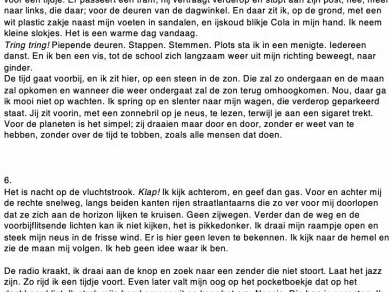 voor een tijdje. Er passeert een tram, hij vertraagt verderop en stopt aan zijn post, nee, meer
naar links, die daar; voor de deuren van de dagwinkel. En daar zit ik, op de grond, met een
wit plastic zakje naast mijn voeten in sandalen, en ijskoud blikje Cola in mijn hand. Ik neem
kleine slokjes. Het is een warme dag vandaag.
Tring tring! Piepende deuren. Stappen. Stemmen. Plots sta ik in een menigte. Iedereen
danst. En ik ben een vis, tot de school zich langzaam weer uit mijn richting beweegt, naar
ginder.
De tijd gaat voorbij, en ik zit hier, op een steen in de zon. Die zal zo ondergaan en de maan
zal opkomen en wanneer die weer ondergaat zal de zon terug omhoogkomen. Nou, daar ga
ik mooi niet op wachten. Ik spring op en slenter naar mijn wagen, die verderop geparkeerd
staat. Jij zit voorin, met een zonnebril op je neus, te lezen, terwijl je aan een sigaret trekt.
Voor de planeten is het simpel; zij draaien maar door en door, zonder er weet van te
hebben, zonder over de tijd te tobben, zoals alle mensen dat doen.
6.
Het is nacht op de vluchtstrook. Klap! Ik kijk achterom, en geef dan gas. Voor en achter mij
de rechte snelweg, langs beiden kanten rijen straatlantaarns die zo ver voor mij doorlopen
dat ze zich aan de horizon lijken te kruisen. Geen zijwegen. Verder dan de weg en de
voorbijflitsende lichten kan ik niet kijken, het is pikkedonker. Ik draai mijn raampje open en
steek mijn neus in de frisse wind. Er is hier geen leven te bekennen. Ik kijk naar de hemel en
zie de maan mij volgen. Ik heb geen idee waar ik ben.
De radio kraakt, ik draai aan de knop en zoek naar een zender die niet stoort. Laat het jazz
zijn. Zo rijd ik een tijdje voort. Even later valt mijn oog op het pocketboekje dat op het